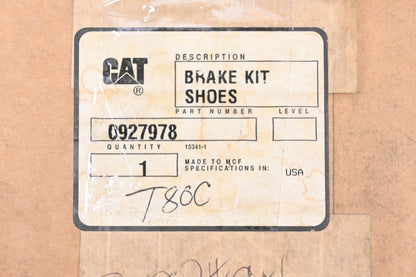 CAT ®
DESCRIPTION
BRAKE KIT
SHOES
PART NUMBER LEVEL
0927978
QUANTITY 15341-1
1 MADE TO MCF
SPECIFICATIONS IN: USA
T80C